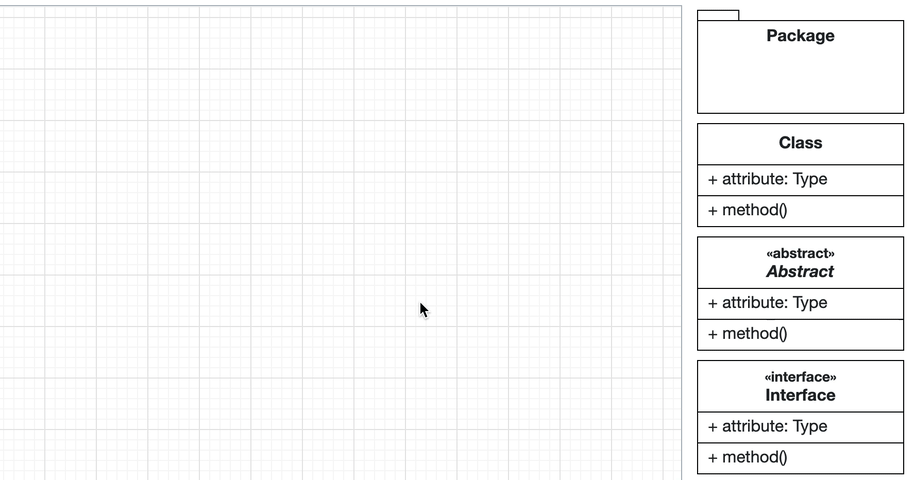 Package
Class
+ attribute: Type
+ method()
«abstract»
Abstract
+ attribute: Type
+ method()
«interface»
Interface
+ attribute: Type
+ method()